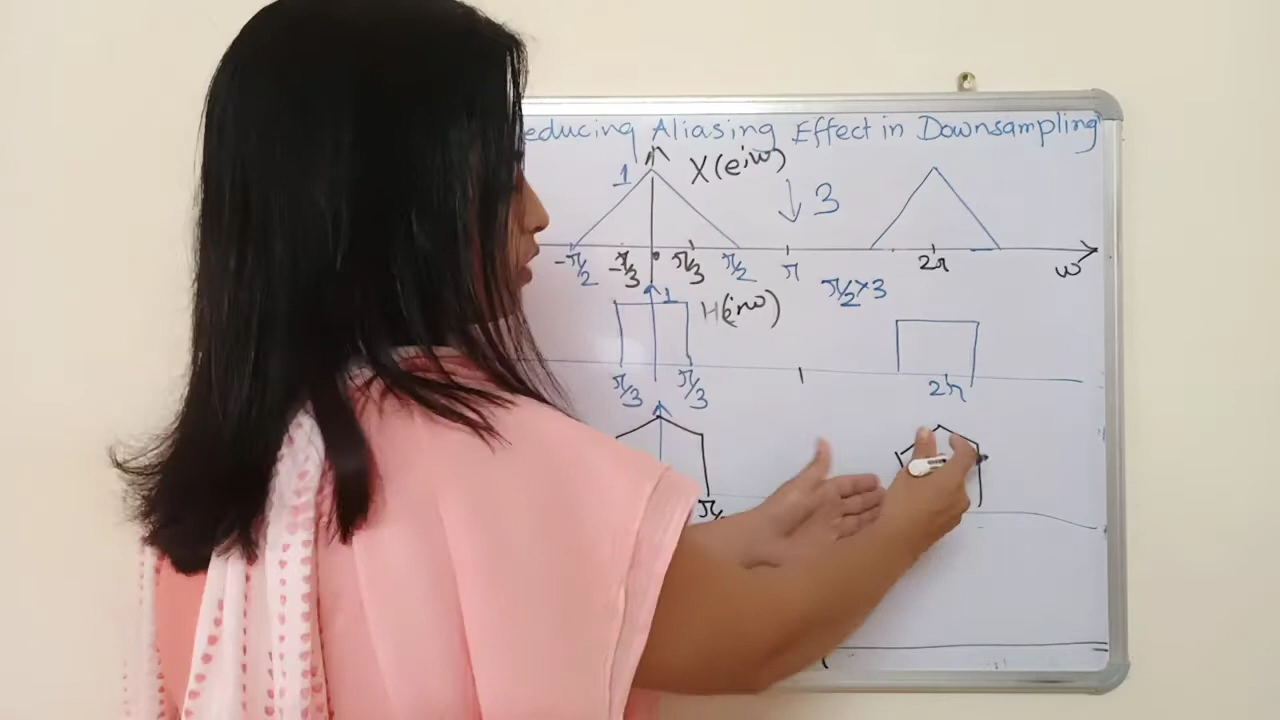 educing Aliasing Effect in Downsampling
1 X(e^jω) ↓ 3
-π/2 -π/3 0 π/3 π/2 π 2π ω
π/2×3
1 H(e^jω)
π/3 π/3 2π